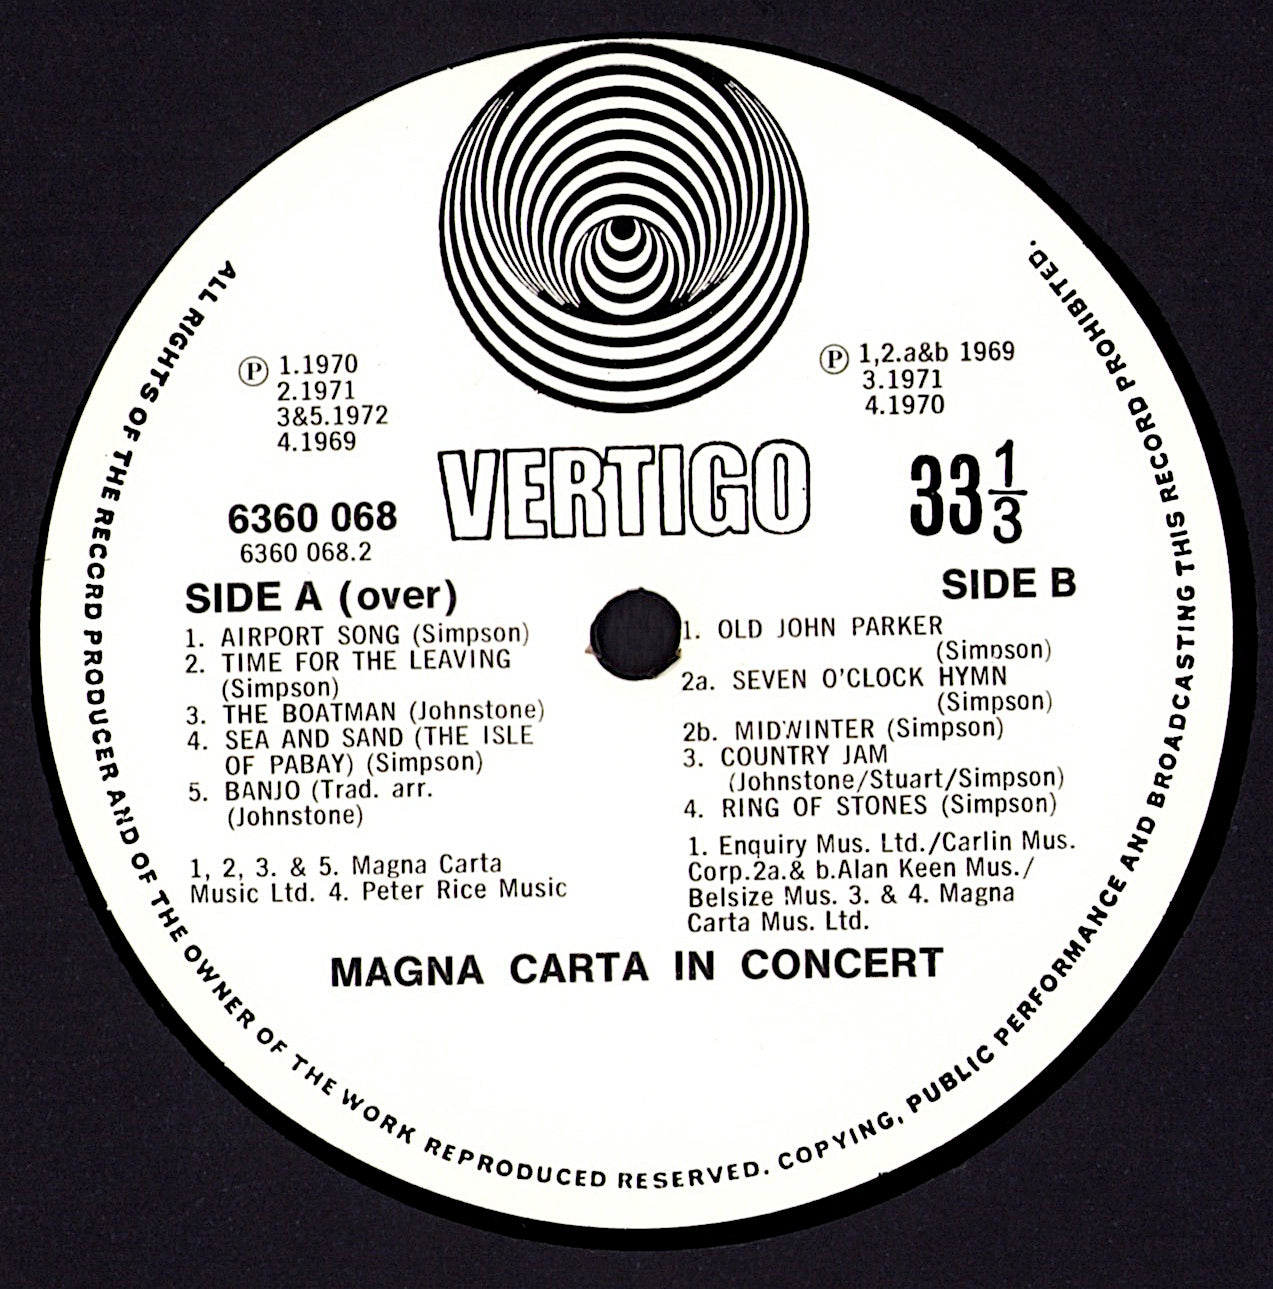 ALL RIGHTS OF THE RECORD PRODUCER AND OF THE OWNER OF THE WORK REPRODUCED RESERVED. COPYING, PUBLIC PERFORMANCE AND BROADCASTING THIS RECORD PROHIBITED.
Ⓟ 1.1970
2.1971
3&5.1972
4.1969
Ⓟ 1,2.a&b 1969
3.1971
4.1970
VERTIGO
6360 068
6360 068.2
33 1/3
SIDE A (over)
1. AIRPORT SONG (Simpson)
2. TIME FOR THE LEAVING
(Simpson)
3. THE BOATMAN (Johnstone)
4. SEA AND SAND (THE ISLE
OF PABAY) (Simpson)
5. BANJO (Trad. arr.
(Johnstone)
1, 2, 3. & 5. Magna Carta
Music Ltd. 4. Peter Rice Music
SIDE B
1. OLD JOHN PARKER
(Simpson)
2a. SEVEN O'CLOCK HYMN
(Simpson)
2b. MIDWINTER (Simpson)
3. COUNTRY JAM
(Johnstone/Stuart/Simpson)
4. RING OF STONES (Simpson)
1. Enquiry Mus. Ltd./Carlin Mus.
Corp.2a.& b.Alan Keen Mus./
Belsize Mus. 3. & 4. Magna
Carta Mus. Ltd.
MAGNA CARTA IN CONCERT